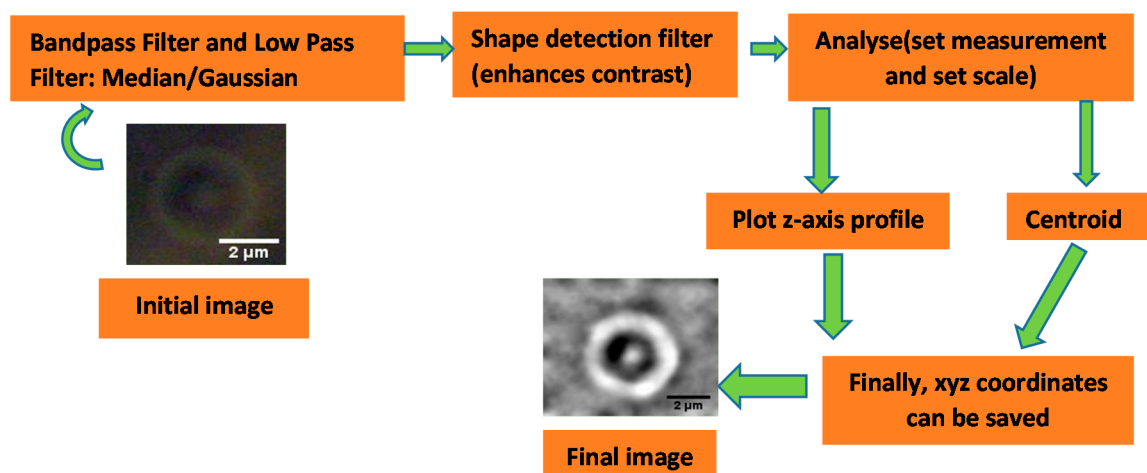 Bandpass Filter and Low Pass
Filter: Median/Gaussian
Shape detection filter
(enhances contrast)
Analyse(set measurement
and set scale)
2 μm
Initial image
Plot z-axis profile
Centroid
2 μm
Final image
Finally, xyz coordinates
can be saved